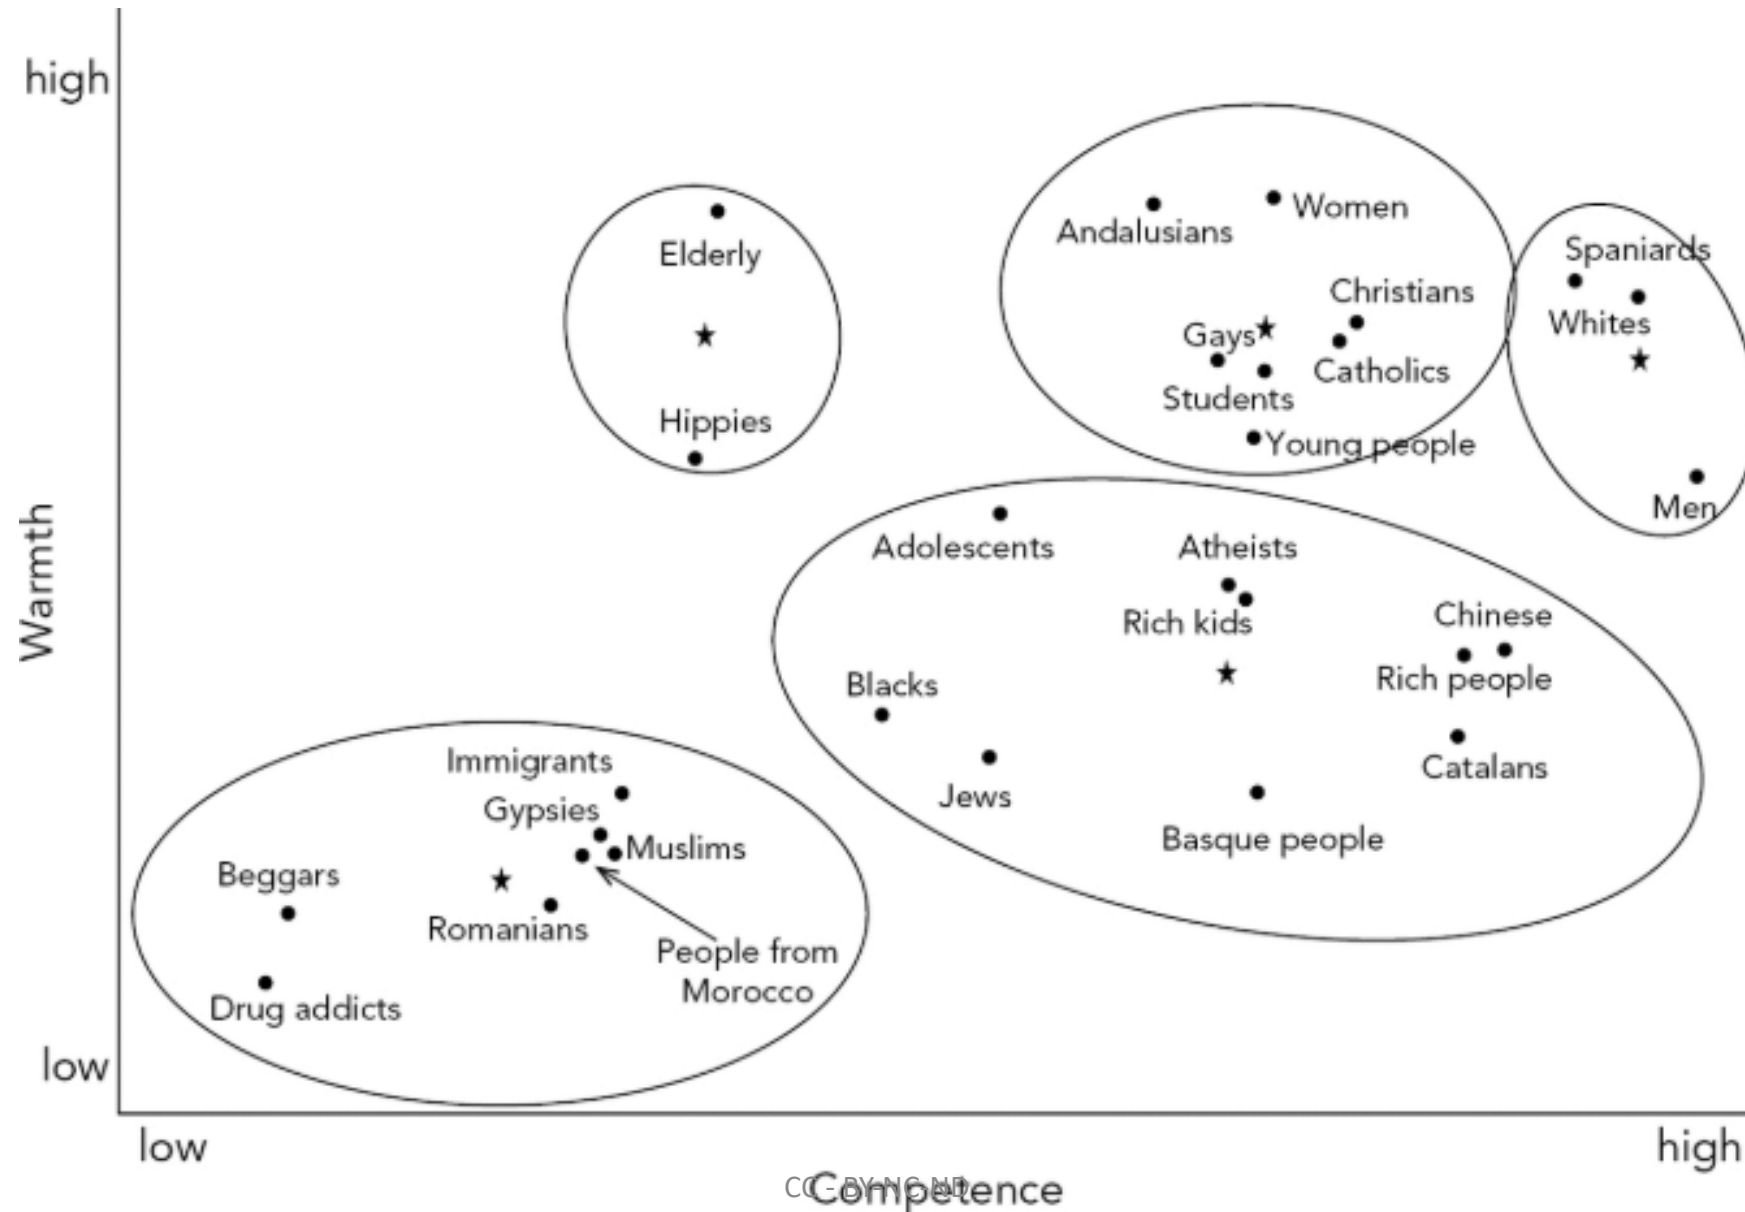 high
Women
Andalusians
Elderly
Spaniards
Christians
Whites
Gays
Catholics
Students
Hippies
Young people
Men
Warmth
Adolescents
Atheists
Rich kids
Chinese
Rich people
Blacks
Catalans
Jews
Basque people
Immigrants
Gypsies
Muslims
Beggars
Romanians
People from
Morocco
Drug addicts
low
low
high
Competence
CC - BY-NC-ND